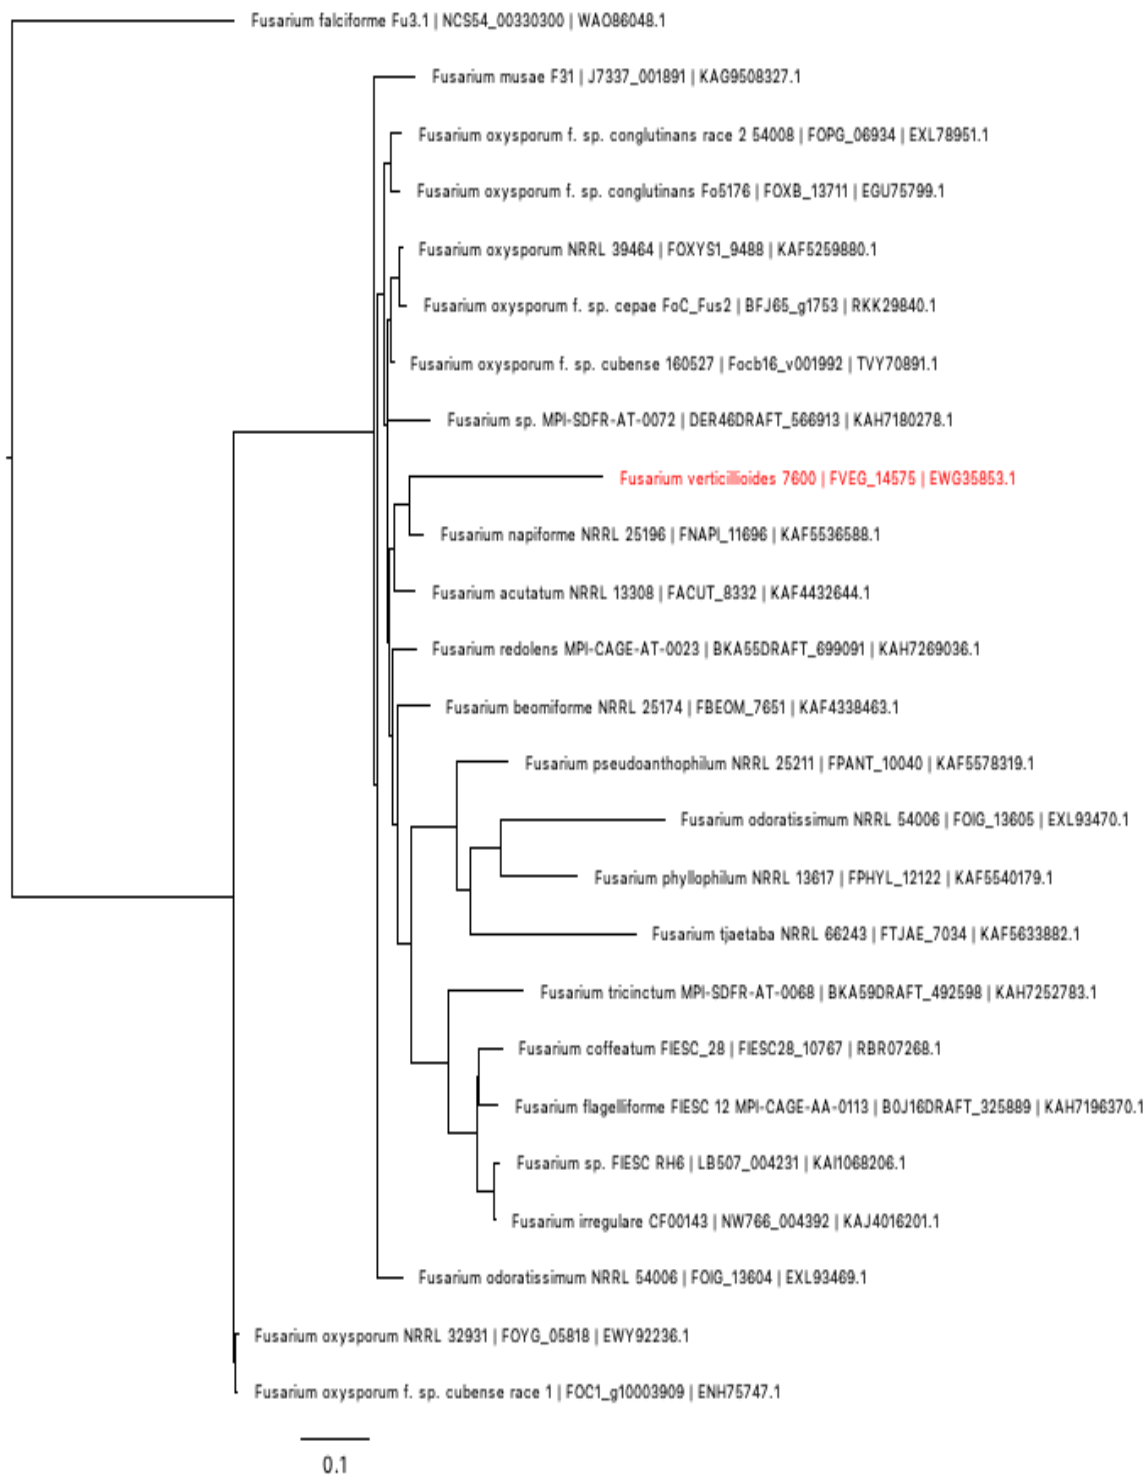 Fusarium falciforme Fu3.1 | NCS54_00330300 | WAO86048.1
Fusarium musae F31 | J7337_001891 | KAG9508327.1
Fusarium oxysporum f. sp. conglutinans race 2 54008 | FOPG_06934 | EXL78951.1
Fusarium oxysporum f. sp. conglutinans Fo5176 | FOXB_13711 | EGU75799.1
Fusarium oxysporum NRRL 39464 | FOXYS1_9488 | KAF5259880.1
Fusarium oxysporum f. sp. cepae FoC_Fus2 | BFJ65_g1753 | RKK29840.1
Fusarium oxysporum f. sp. cubense 160527 | Focb16_v001992 | TVY70891.1
Fusarium sp. MPI-SDFR-AT-0072 | DER46DRAFT_566913 | KAH7180278.1
Fusarium verticillioides 7600 | FVEG_14575 | EWG35853.1
Fusarium napiforme NRRL 25196 | FNAPI_11696 | KAF5536588.1
Fusarium acutatum NRRL 13308 | FACUT_8332 | KAF4432644.1
Fusarium redolens MPI-CAGE-AT-0023 | BKA55DRAFT_699091 | KAH7269036.1
Fusarium beomiforme NRRL 25174 | FBEOM_7651 | KAF4338463.1
Fusarium pseudoanthophilum NRRL 25211 | FPANT_10040 | KAF5578319.1
Fusarium odoratissimum NRRL 54006 | FOIG_13605 | EXL93470.1
Fusarium phyllophilum NRRL 13617 | FPHYL_12122 | KAF5540179.1
Fusarium tjaetaba NRRL 66243 | FTJAE_7034 | KAF5633882.1
Fusarium tricinctum MPI-SDFR-AT-0068 | BKA59DRAFT_492598 | KAH7252783.1
Fusarium coffeatum FIESC_28 | FIESC28_10767 | RBR07268.1
Fusarium flagelliforme FIESC 12 MPI-CAGE-AA-0113 | B0J16DRAFT_325889 | KAH7196370.1
Fusarium sp. FIESC RH6 | LB507_004231 | KAI1068206.1
Fusarium irregulare CF00143 | NW766_004392 | KAJ4016201.1
Fusarium odoratissimum NRRL 54006 | FOIG_13604 | EXL93469.1
Fusarium oxysporum NRRL 32931 | FOYG_05818 | EWY92236.1
Fusarium oxysporum f. sp. cubense race 1 | FOC1_g10003909 | ENH75747.1
0.1